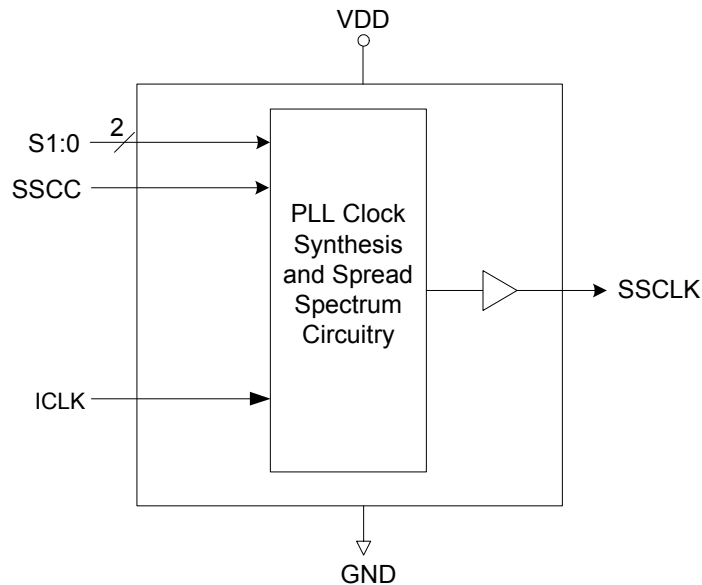 VDD
2
S1:0
SSCC
PLL Clock
Synthesis
and Spread
Spectrum
Circuitry
SSCLK
ICLK
GND